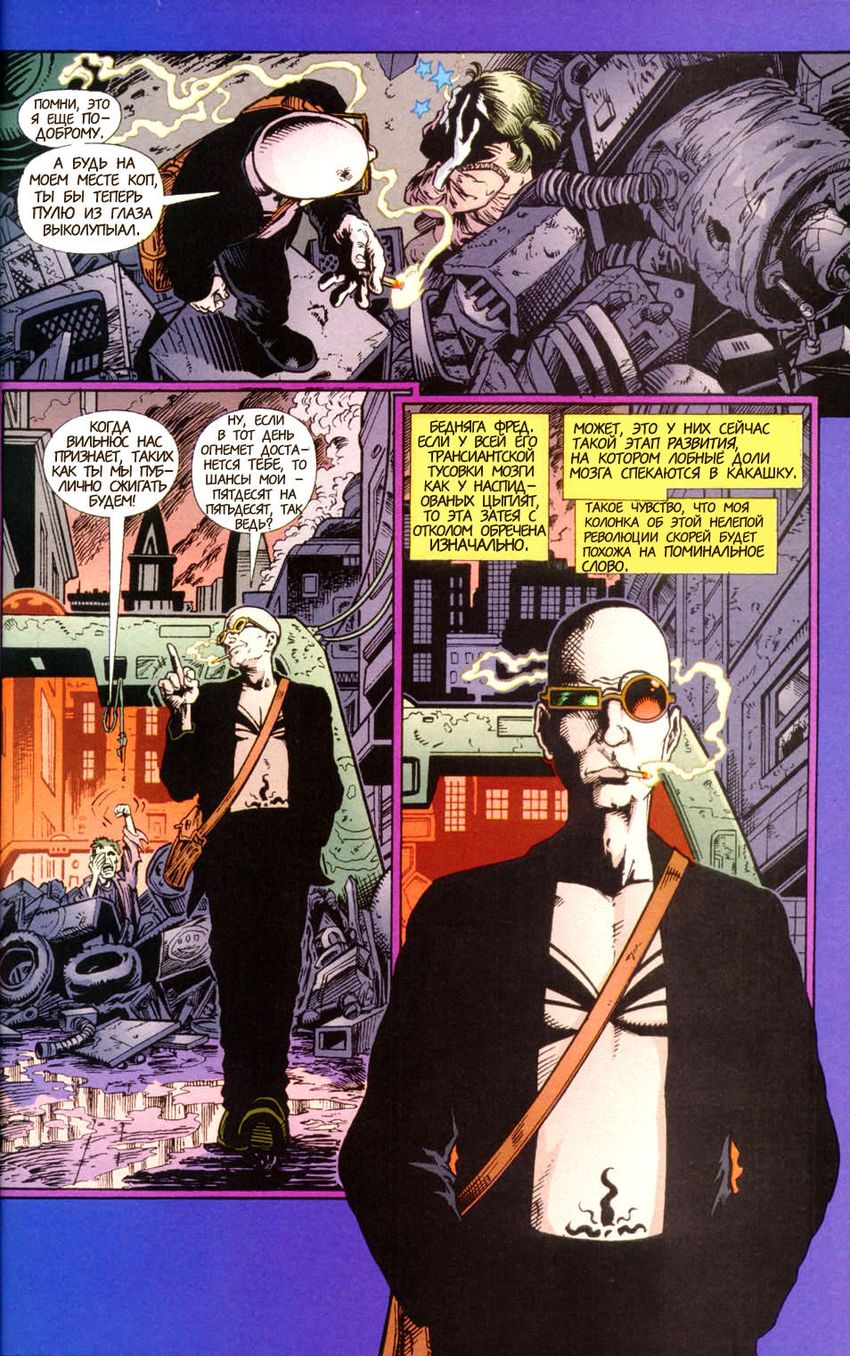 ПОМНИ, ЭТО
Я ЕЩЕ ПО-
ДОБРОМУ.
А БУДЬ НА
МОЕМ МЕСТЕ КОП,
ТЫ БЫ ТЕПЕРЬ
ПУЛЮ ИЗ ГЛАЗА
ВЫКОЛУПЫАЛ.
КОГДА
ВИЛЬНЮС НАС
ПРИЗНАЕТ, ТАКИХ
КАК ТЫ МЫ ПУБ-
ЛИЧНО СЖИГАТЬ
БУДЕМ!
НУ, ЕСЛИ
В ТОТ ДЕНЬ
ОГНЕМЕТ ДОСТА-
НЕТСЯ ТЕБЕ, ТО
ШАНСЫ МОИ -
ПЯТДЕСЯТ НА
ПЯТЬДЕСЯТ, ТАК
ВЕДЬ?
БЕДНЯГА ФРЕД.
ЕСЛИ У ВСЕЙ ЕГО
ТРАНСИАНТСКОЙ
ТУСОВКИ МОЗГИ
КАК У НАСПИД-
ОВАНЫХ ЦЫПЛЯТ,
ТО ЭТА ЗАТЕЯ С
ОТКОЛОМ ОБРЕЧЕНА
ИЗНАЧАЛЬНО.
МОЖЕТ, ЭТО У НИХ СЕЙЧАС
ТАКОЙ ЭТАП РАЗВИТИЯ,
НА КОТОРОМ ЛОБНЫЕ ДОЛИ
МОЗГА СПЕКАЮТСЯ В КАКАШКУ.
ТАКОЕ ЧУВСТВО, ЧТО МОЯ
КОЛОНКА ОБ ЭТОЙ НЕЛЕПОЙ
РЕВОЛЮЦИИ СКОРЕЙ БУДЕТ
ПОХОЖА НА ПОМИНАЛЬНОЕ
СЛОВО.